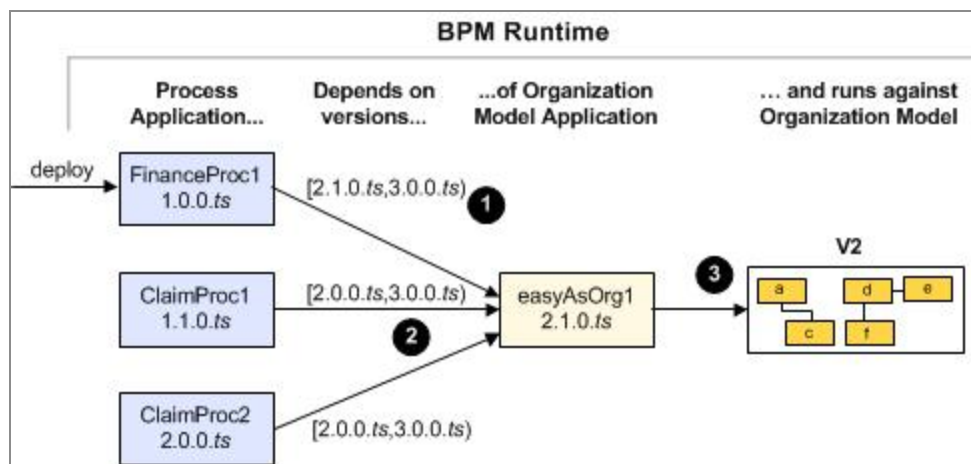 BPM Runtime
Process
Application...
Depends on
versions...
...of Organization
Model Application
... and runs against
Organization Model
deploy
FinanceProc1
1.0.0.ts
[2.1.0.ts,3.0.0.ts)
1
V2
ClaimProc1
1.1.0.ts
[2.0.0.ts,3.0.0.ts)
2
easyAsOrg1
2.1.0.ts
3
a
d
e
c
f
ClaimProc2
2.0.0.ts
[2.0.0.ts,3.0.0.ts)